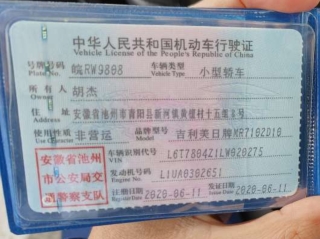 中华人民共和国机动车行驶证
Vehicle License of the People's Republic of China
号牌号码 皖RW9808 车辆类型 小型轿车
Plate No. Vehicle Type
所有人 胡杰
Owner
住址 安徽省池州市贵阳县新河镇黄煌村十五组8号
Address
使用性质 非营运 品牌型号 吉利美日牌MR7192D10
Use Character Model
安徽省池州市公安局交通警察支队
车辆识别代号 L6T7804Z1LW020275
VIN
发动机号码 L1UA0302651
Engine No.
注册日期 2020-06-11 发证日期 2020-06-11
Register Date Issue Date